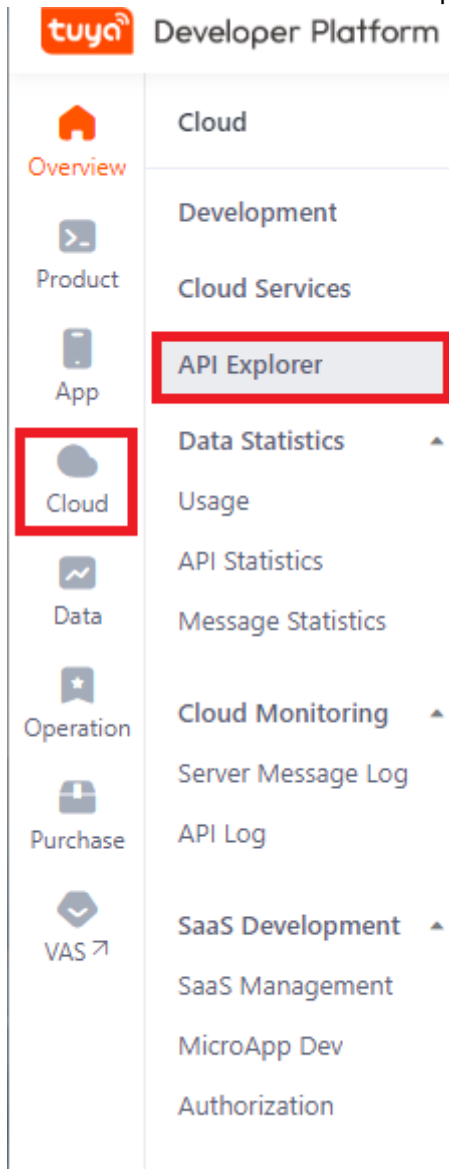 tuya Developer Platform
Overview
Product
App
Cloud
Data
Operation
Purchase
VAS
Cloud
Development
Cloud Services
API Explorer
Data Statistics
Usage
API Statistics
Message Statistics
Cloud Monitoring
Server Message Log
API Log
SaaS Development
SaaS Management
MicroApp Dev
Authorization